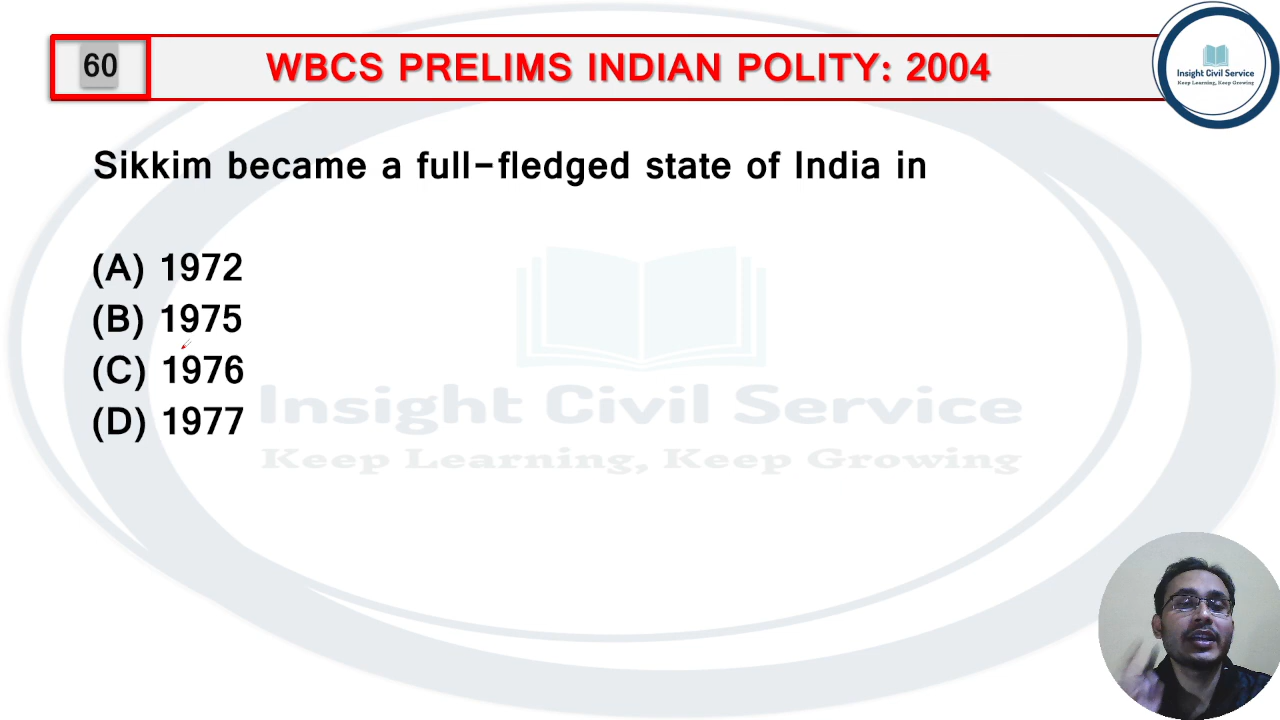 60
WBCS PRELIMS INDIAN POLITY: 2004
Insight Civil Service
Keep Learning, Keep Growing
Sikkim became a full-fledged state of India in
(A) 1972
(B) 1975
(C) 1976
(D) 1977
Insight Civil Service
Keep Learning, Keep Growing